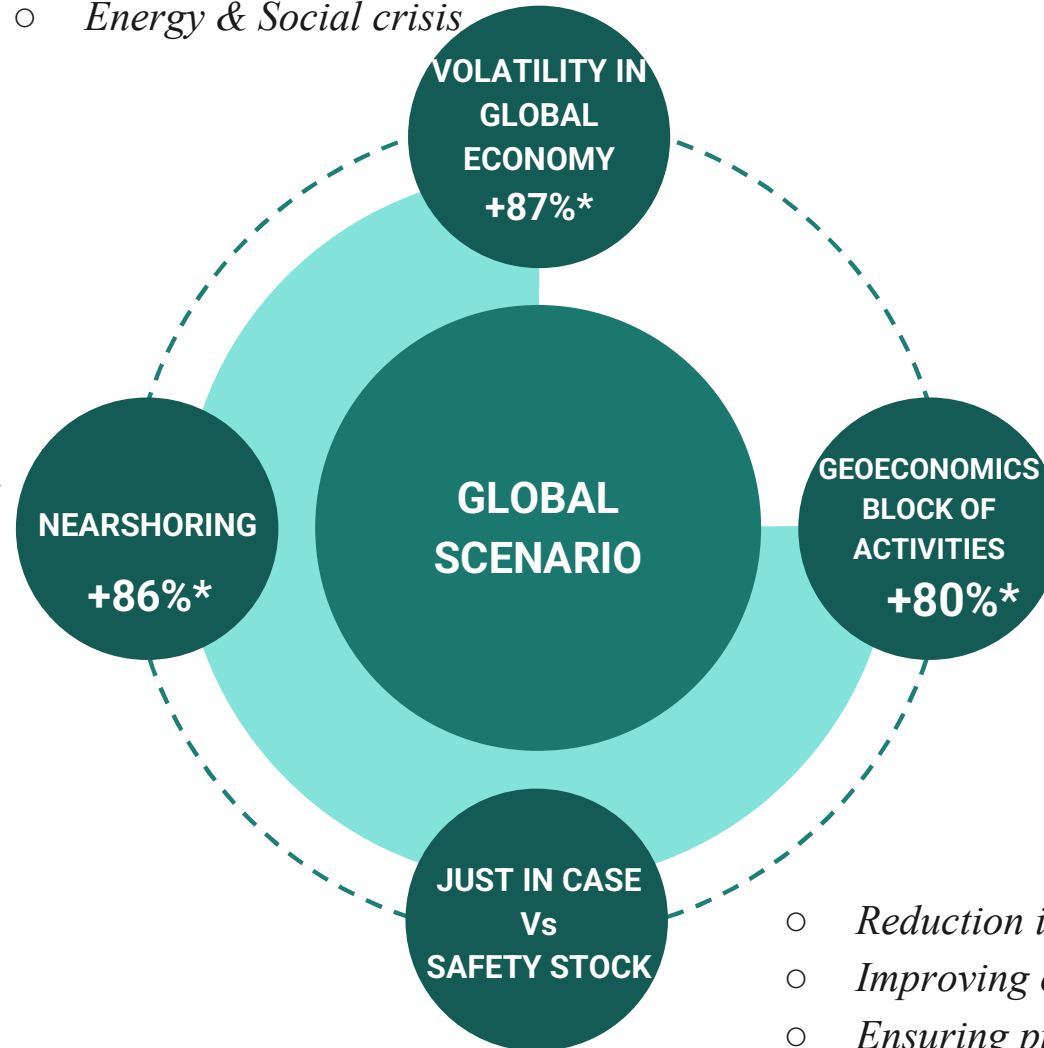 ○ Energy & Social crisis
VOLATILITY IN
GLOBAL
ECONOMY
+87%*
NEARSHORING
+86%*
GLOBAL
SCENARIO
GEOECONOMICS
BLOCK OF
ACTIVITIES
+80%*
JUST IN CASE
Vs
SAFETY STOCK
○ Reduction
○ Improving
○ Ensuring